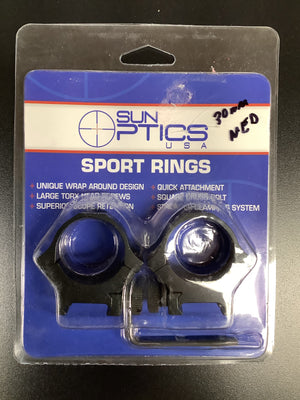 SUN
OPTICS
USA
30mm
MED
SPORT RINGS
• UNIQUE WRAP AROUND DESIGN
• LARGE TORX HEAD SCREWS
• SUPERIOR SCOPE RETENTION
• QUICK ATTACHMENT
• SQUARE CROSS BOLT
SYSTEM